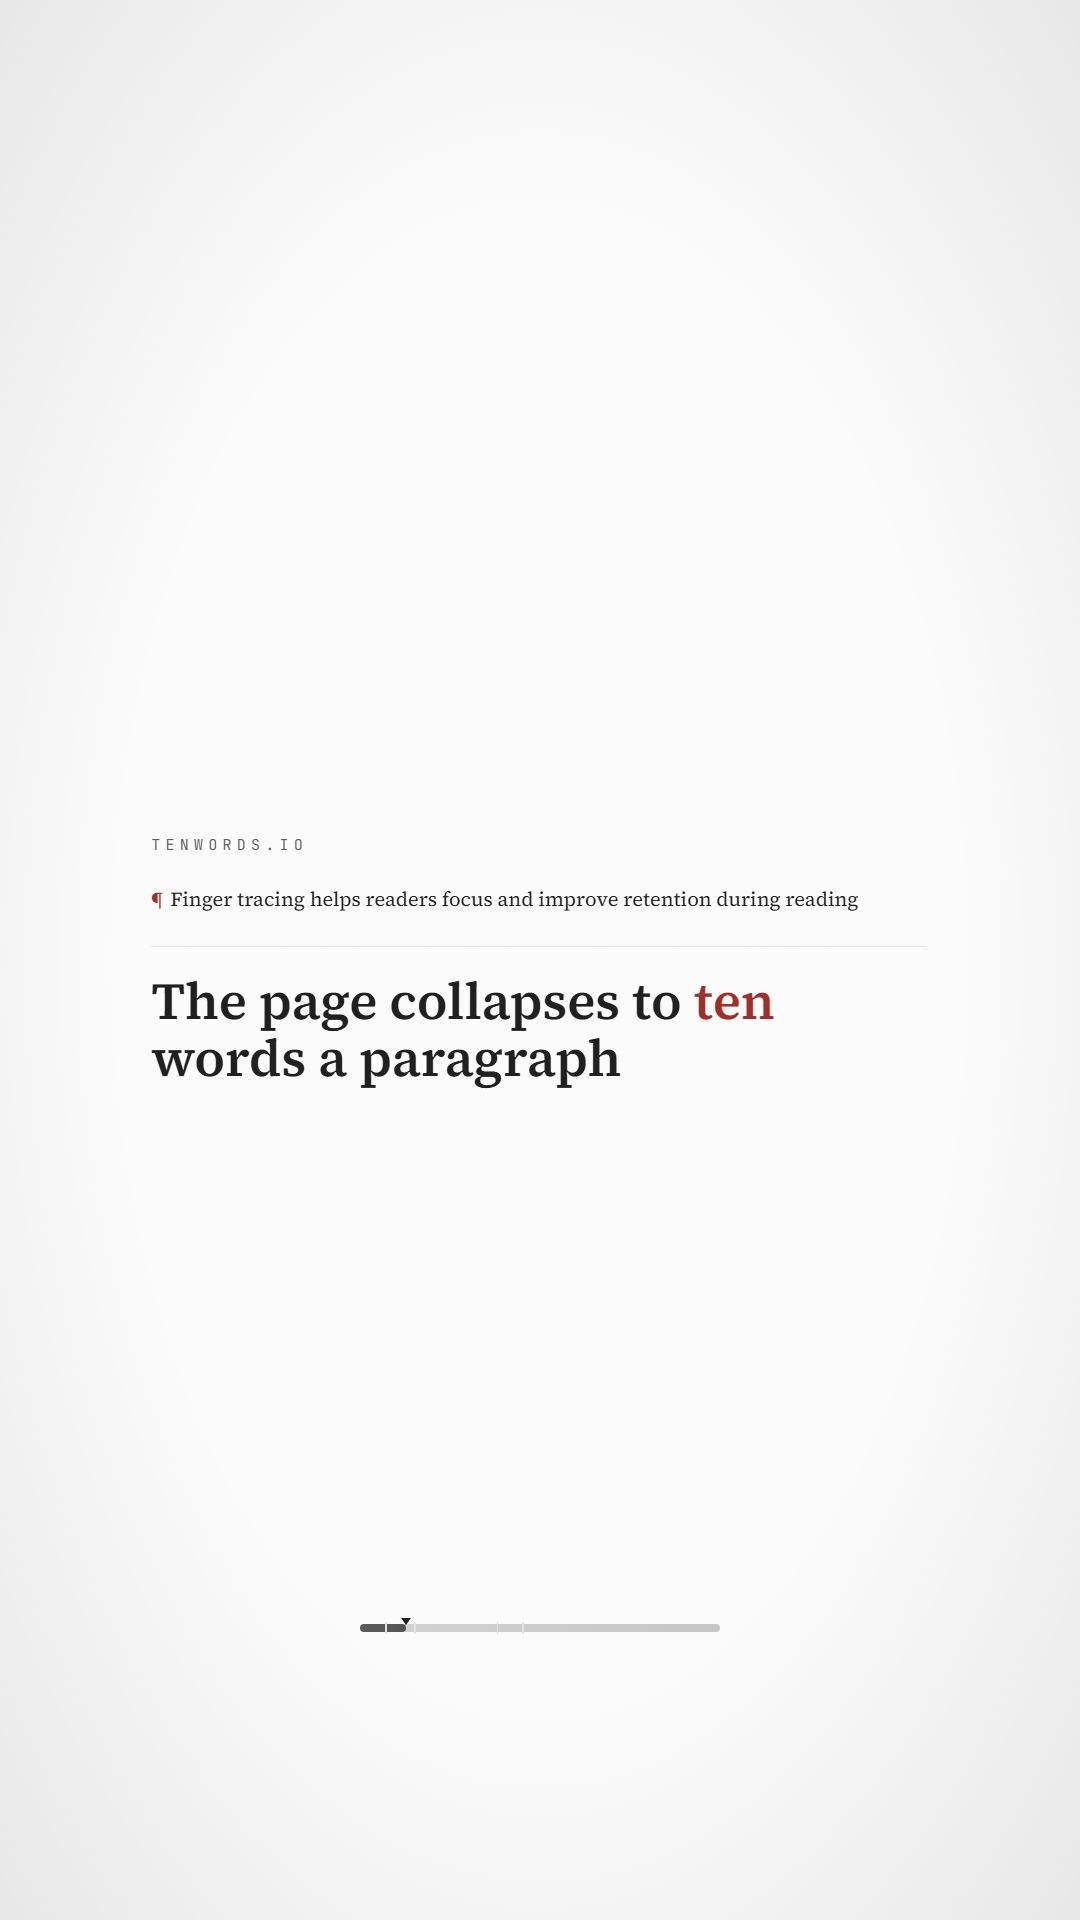 TENWORDS.IO
¶ Finger tracing helps readers focus and improve retention during reading
The page collapses to ten
words a paragraph